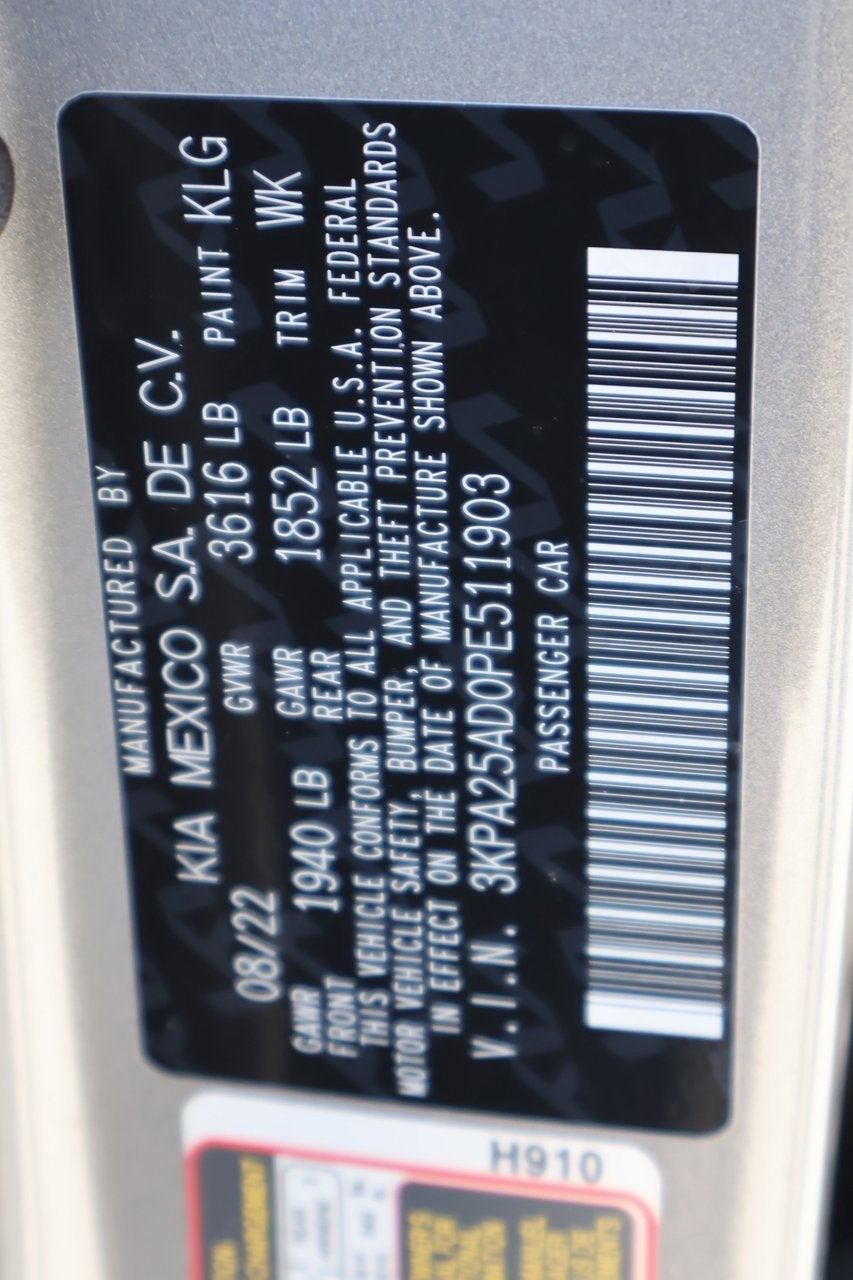 MANUFACTURED BY
KIA MEXICO S.A. DE C.V.
08/22 GVWR 3616 LB PAINT KLG
GAWR FRONT 1940 LB GAWR REAR 1852 LB TRIM WK
THIS VEHICLE CONFORMS TO ALL APPLICABLE U.S.A. FEDERAL
MOTOR VEHICLE SAFETY, BUMPER, AND THEFT PREVENTION STANDARDS
IN EFFECT ON THE DATE OF MANUFACTURE SHOWN ABOVE.
V.I.N. 3KPA25AD0PE511903
PASSENGER CAR
H910